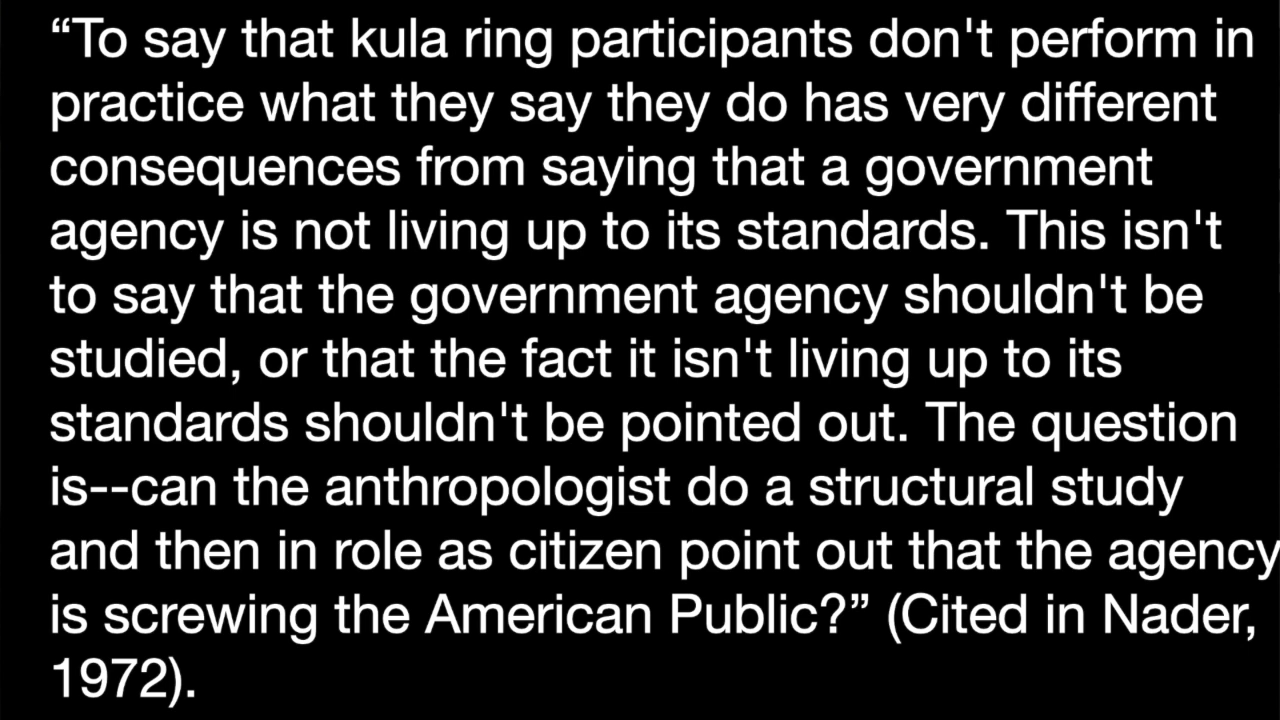 “To say that kula ring participants don't perform in
practice what they say they do has very different
consequences from saying that a government
agency is not living up to its standards. This isn't
to say that the government agency shouldn't be
studied, or that the fact it isn't living up to its
standards shouldn't be pointed out. The question
is--can the anthropologist do a structural study
and then in role as citizen point out that the agency
is screwing the American Public?” (Cited in Nader,
1972).